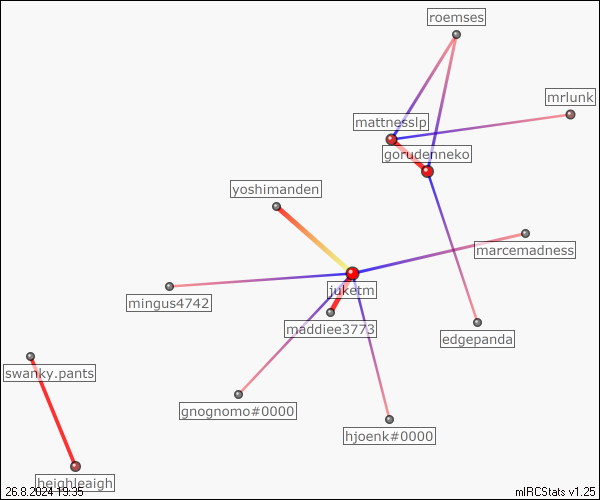 roemses
mrlunk
mattnesslp
gorudenneko
yoshimanden
marcemadness
juketm
mingus4742
maddiee3773
edgepanda
swanky.pants
gnognomo#0000
hjoenk#0000
heighleaigh
26.8.2024 19:35
mIRCStats v1.25